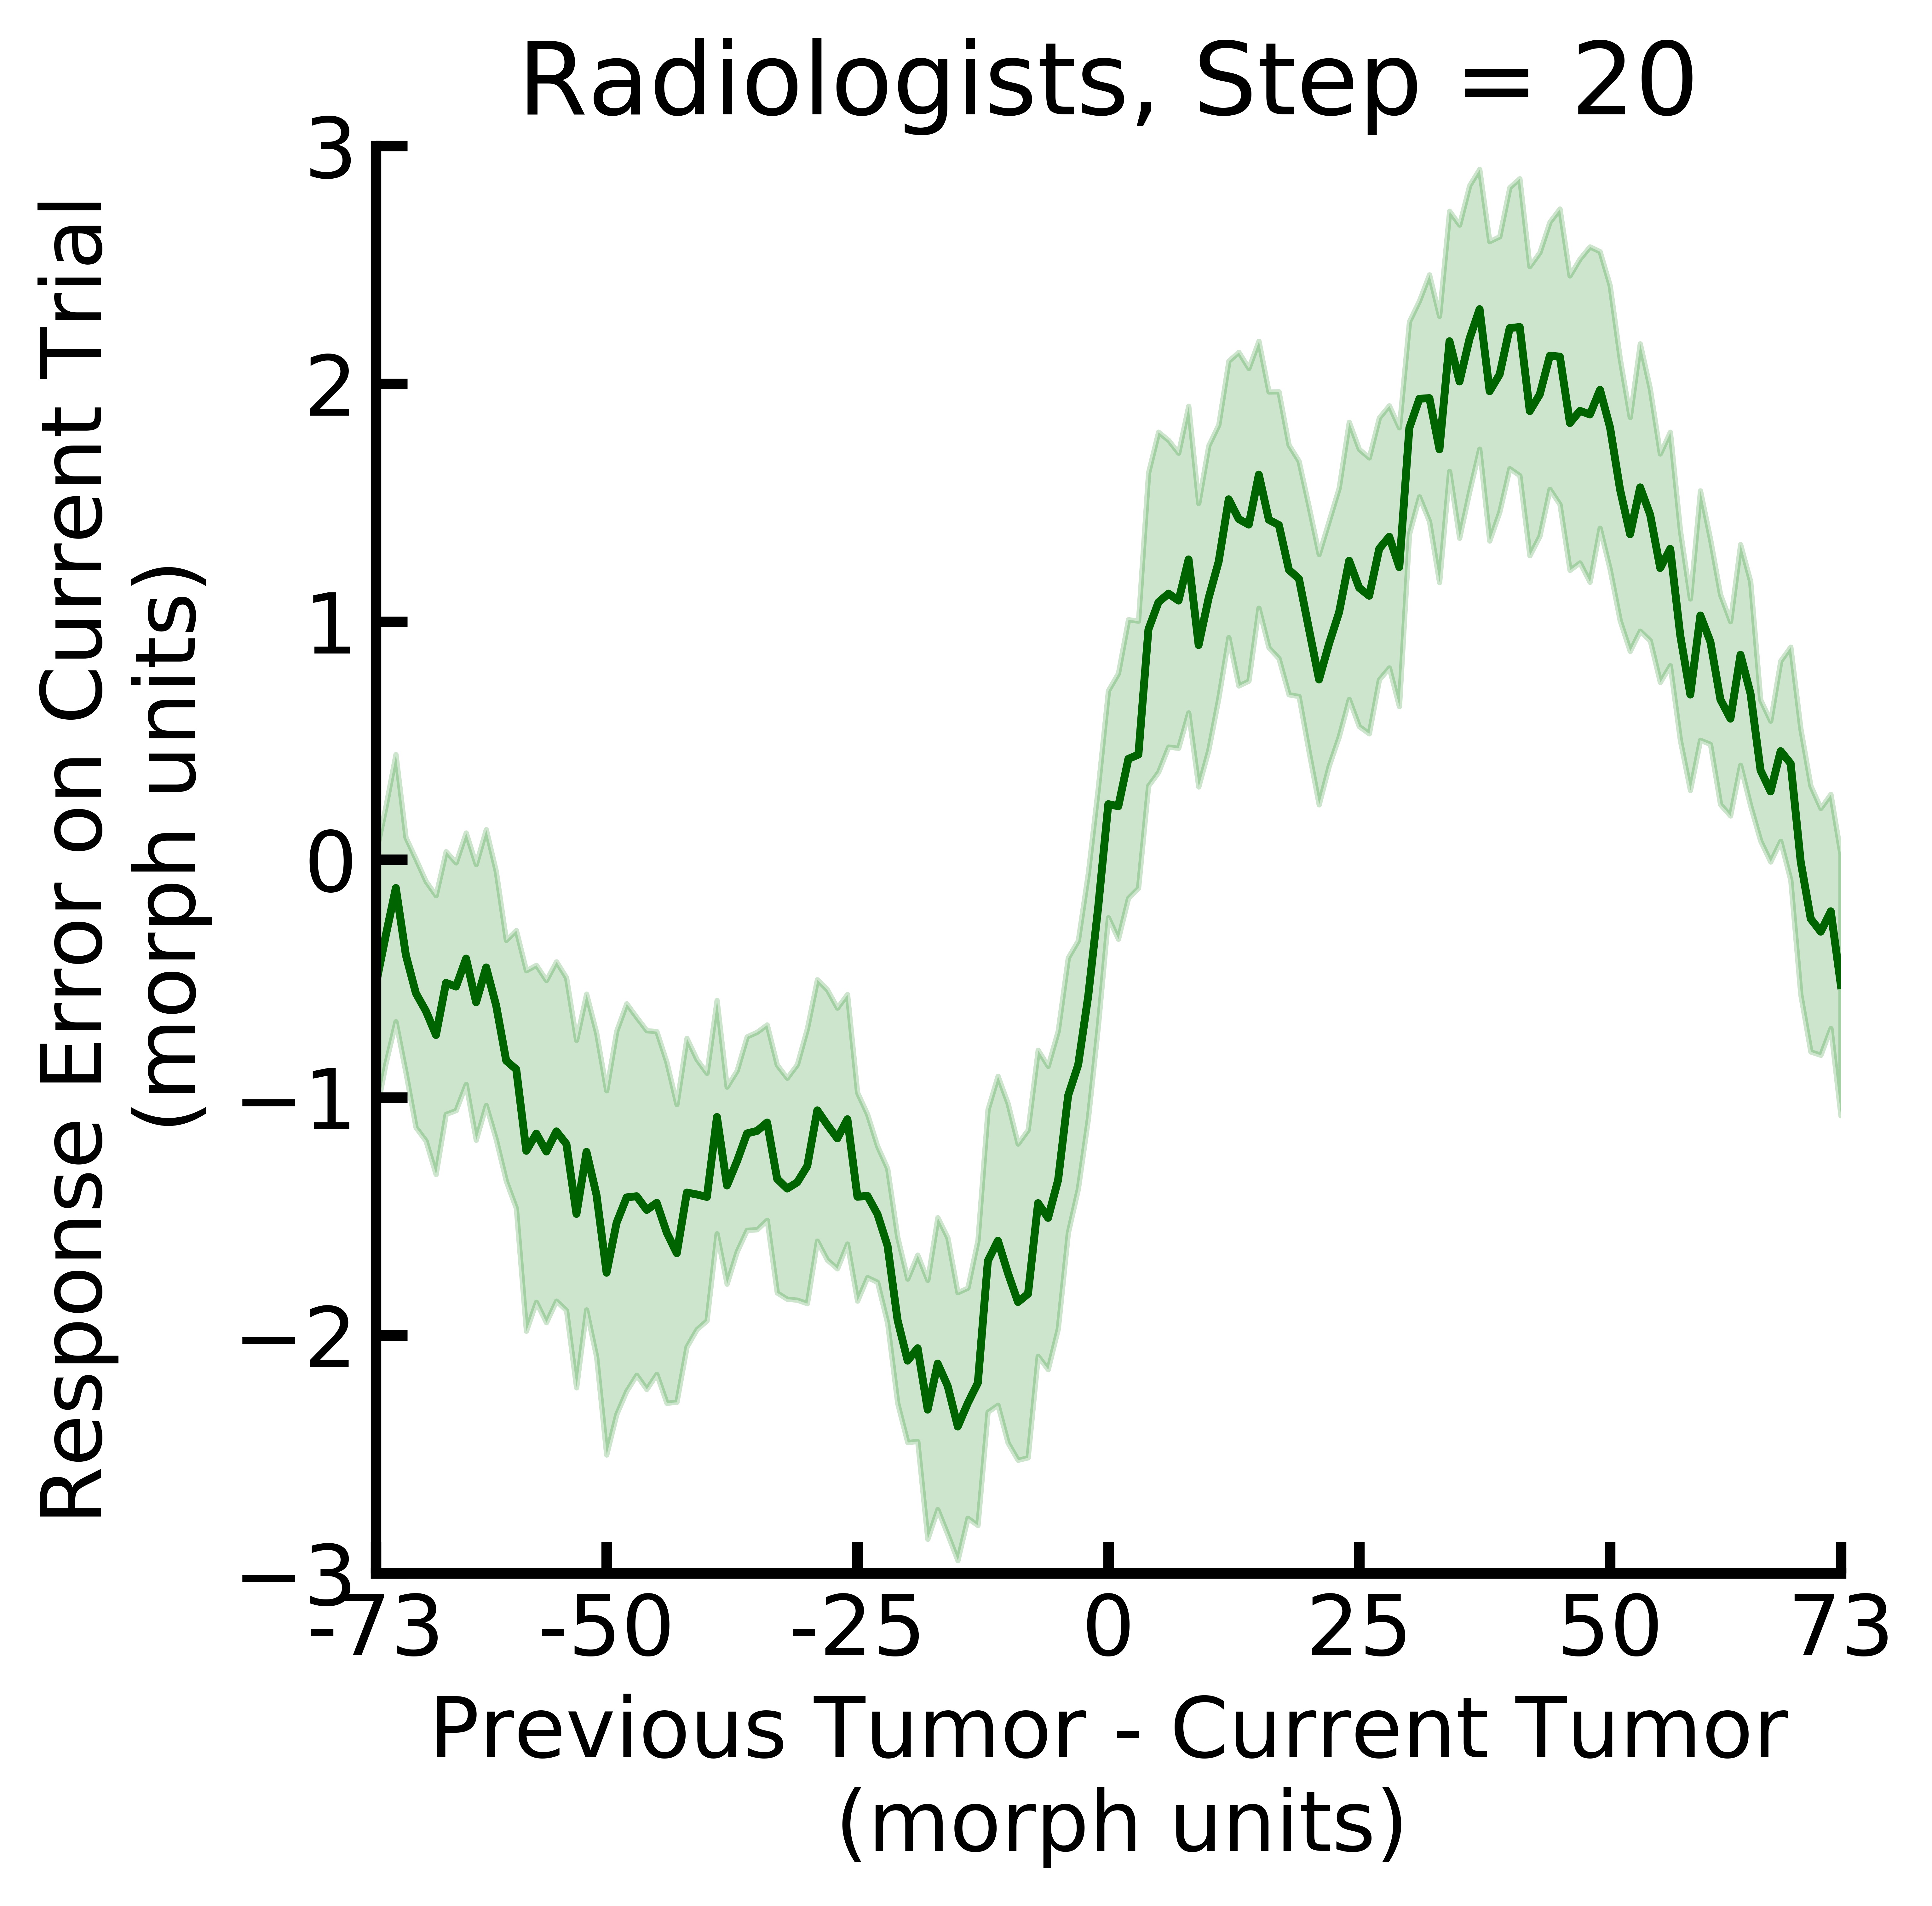 Radiologists, Step = 20
Response Error on Current Trial
(morph units)
3
2
1
0
−1
−2
−3
-73 -50 -25 0 25 50 73
Previous Tumor - Current Tumor
(morph units)